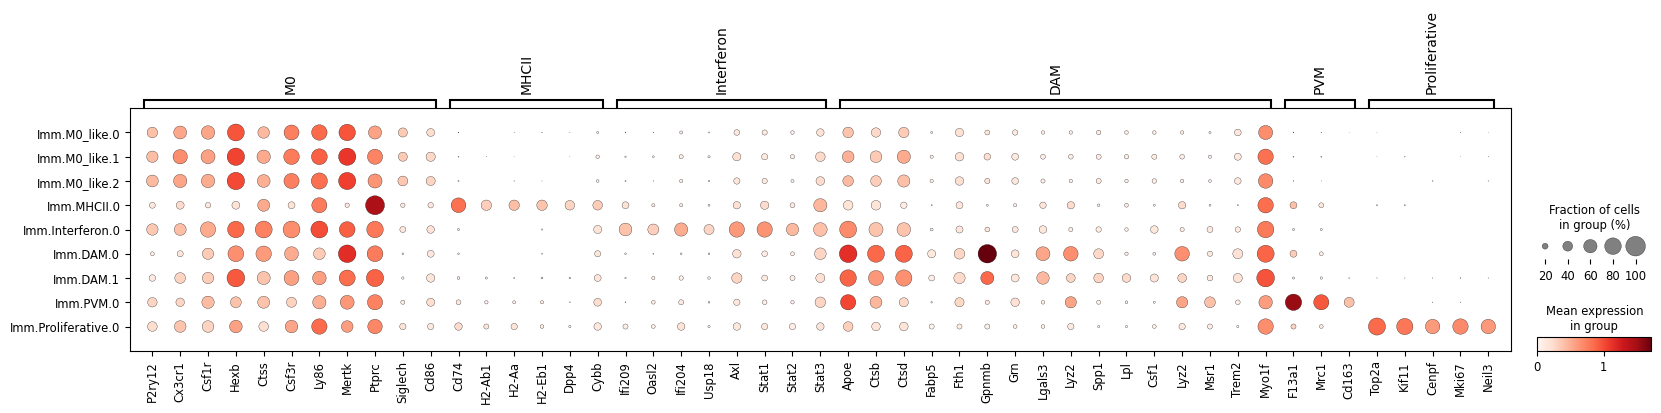 M0
MHCII
Interferon
DAM
PVM
Proliferative
Imm.M0_like.0
Imm.M0_like.1
Imm.M0_like.2
Imm.MHCII.0
Imm.Interferon.0
Imm.DAM.0
Imm.DAM.1
Imm.PVM.0
Imm.Proliferative.0
P2ry12
Cx3cr1
Csf1r
Hexb
Ctss
Csf3r
Ly86
Mertk
Ptprc
Siglech
Cd86
Cd74
H2-Ab1
H2-Aa
H2-Eb1
Dpp4
Cybb
Ifi209
Oasl2
Ifi204
Usp18
Axl
Stat1
Stat2
Stat3
Apoe
Ctsb
Ctsd
Fabp5
Fth1
Gpnmb
Grn
Lgals3
Lyz2
Spp1
Lpl
Csf1
Lyz2
Msr1
Trem2
Myo1f
F13a1
Mrc1
Cd163
Top2a
Kif11
Cenpf
Mki67
Neil3
Fraction of cells
in group (%)
20 40 60 80 100
Mean expression
in group
0 1